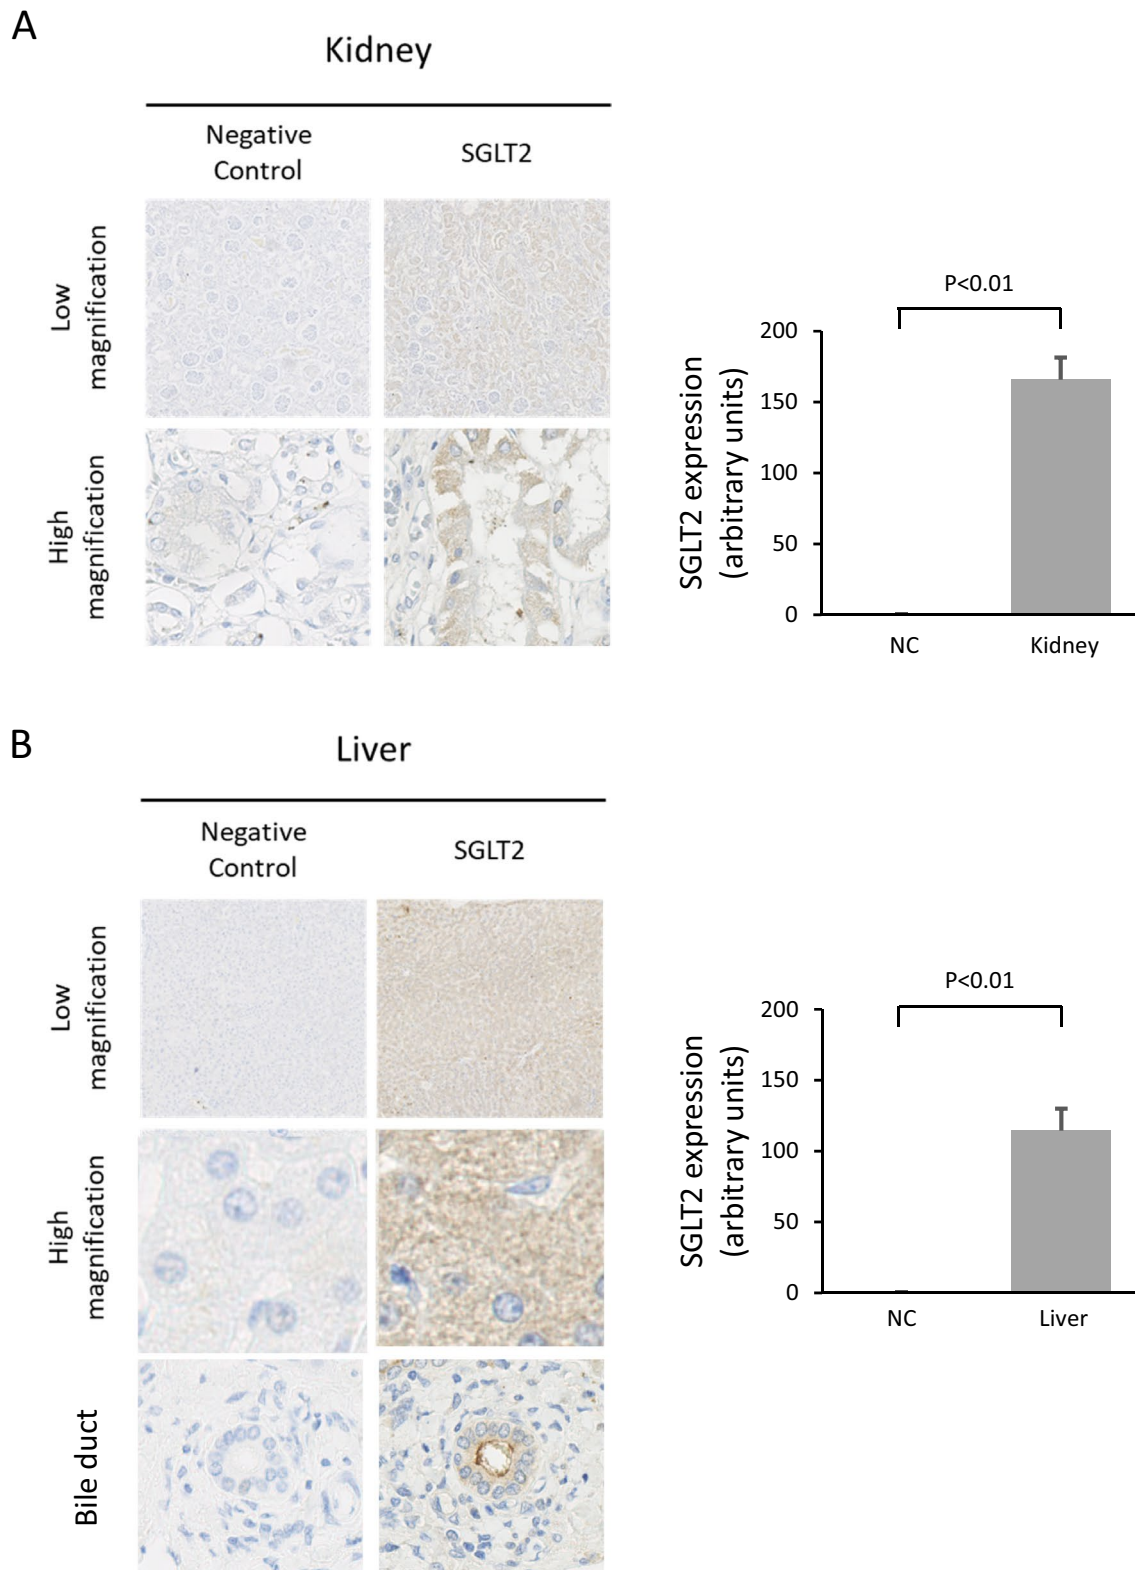 A
Kidney
Negative
Control
SGLT2
Low
magnification
High
magnification
P<0.01
SGLT2 expression
(arbitrary units)
200
150
100
50
0
NC
Kidney
B
Liver
Negative
Control
SGLT2
Low
magnification
High
magnification
Bile duct
P<0.01
SGLT2 expression
(arbitrary units)
200
150
100
50
0
NC
Liver